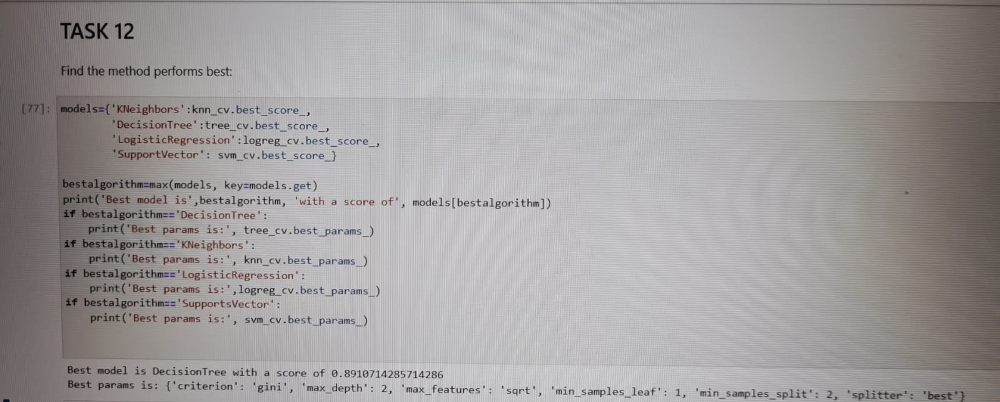 TASK 12
Find the method performs best:
[77]: models={'KNeighbors':knn_cv.best_score_,
'DecisionTree':tree_cv.best_score_,
'LogisticRegression':logreg_cv.best_score_,
'SupportVector': svm_cv.best_score_}
bestalgorithm=max(models, key=models.get)
print('Best model is',bestalgorithm, 'with a score of', models[bestalgorithm])
if bestalgorithm=='DecisionTree':
print('Best params is:', tree_cv.best_params_)
if bestalgorithm=='KNeighbors':
print('Best params is:', knn_cv.best_params_)
if bestalgorithm=='LogisticRegression':
print('Best params is:',logreg_cv.best_params_)
if bestalgorithm=='SupportsVector':
print('Best params is:', svm_cv.best_params_)
Best model is DecisionTree with a score of 0.8910714285714286
Best params is: {'criterion': 'gini', 'max_depth': 2, 'max_features': 'sqrt', 'min_samples_leaf': 1, 'min_samples_split': 2, 'splitter': 'best'}